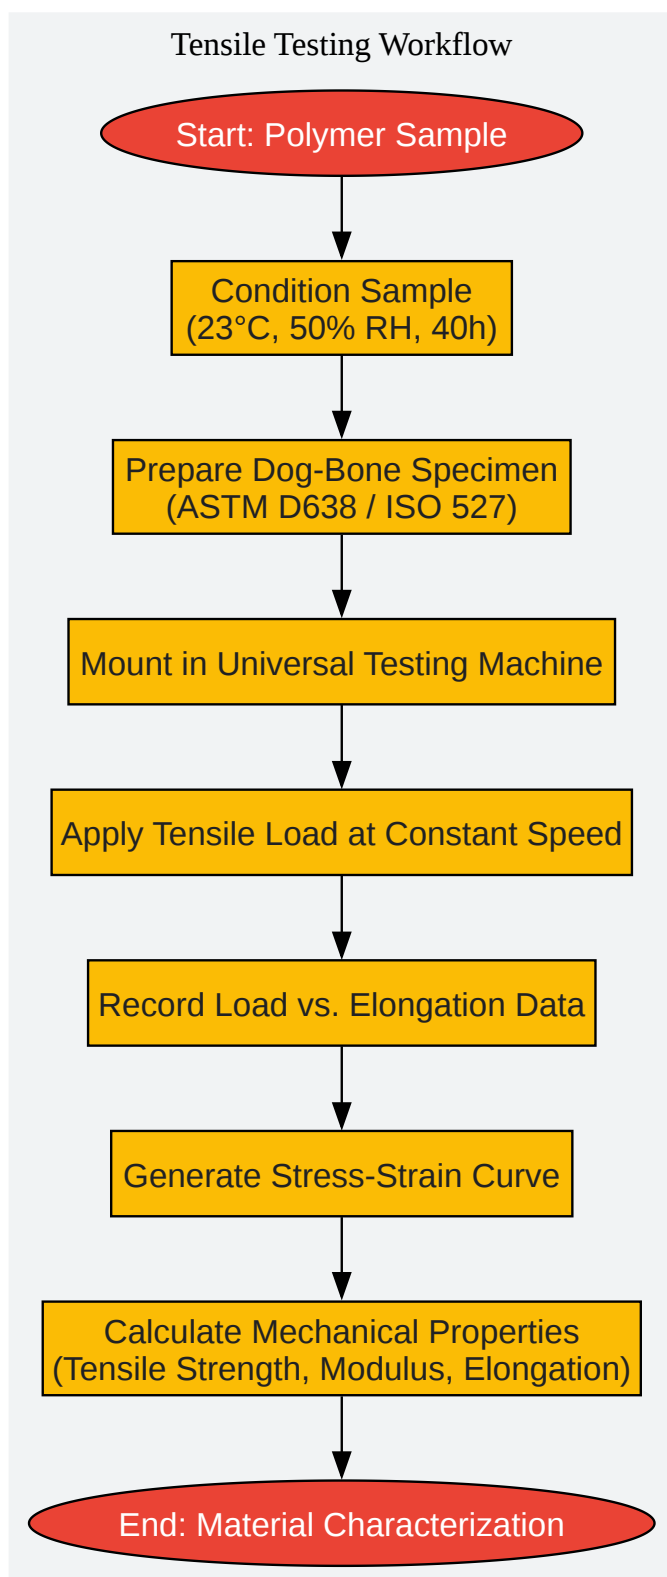 Tensile Testing Workflow
Start: Polymer Sample
Condition Sample
(23°C, 50% RH, 40h)
Prepare Dog-Bone Specimen
(ASTM D638 / ISO 527)
Mount in Universal Testing Machine
Apply Tensile Load at Constant Speed
Record Load vs. Elongation Data
Generate Stress-Strain Curve
Calculate Mechanical Properties
(Tensile Strength, Modulus, Elongation)
End: Material Characterization